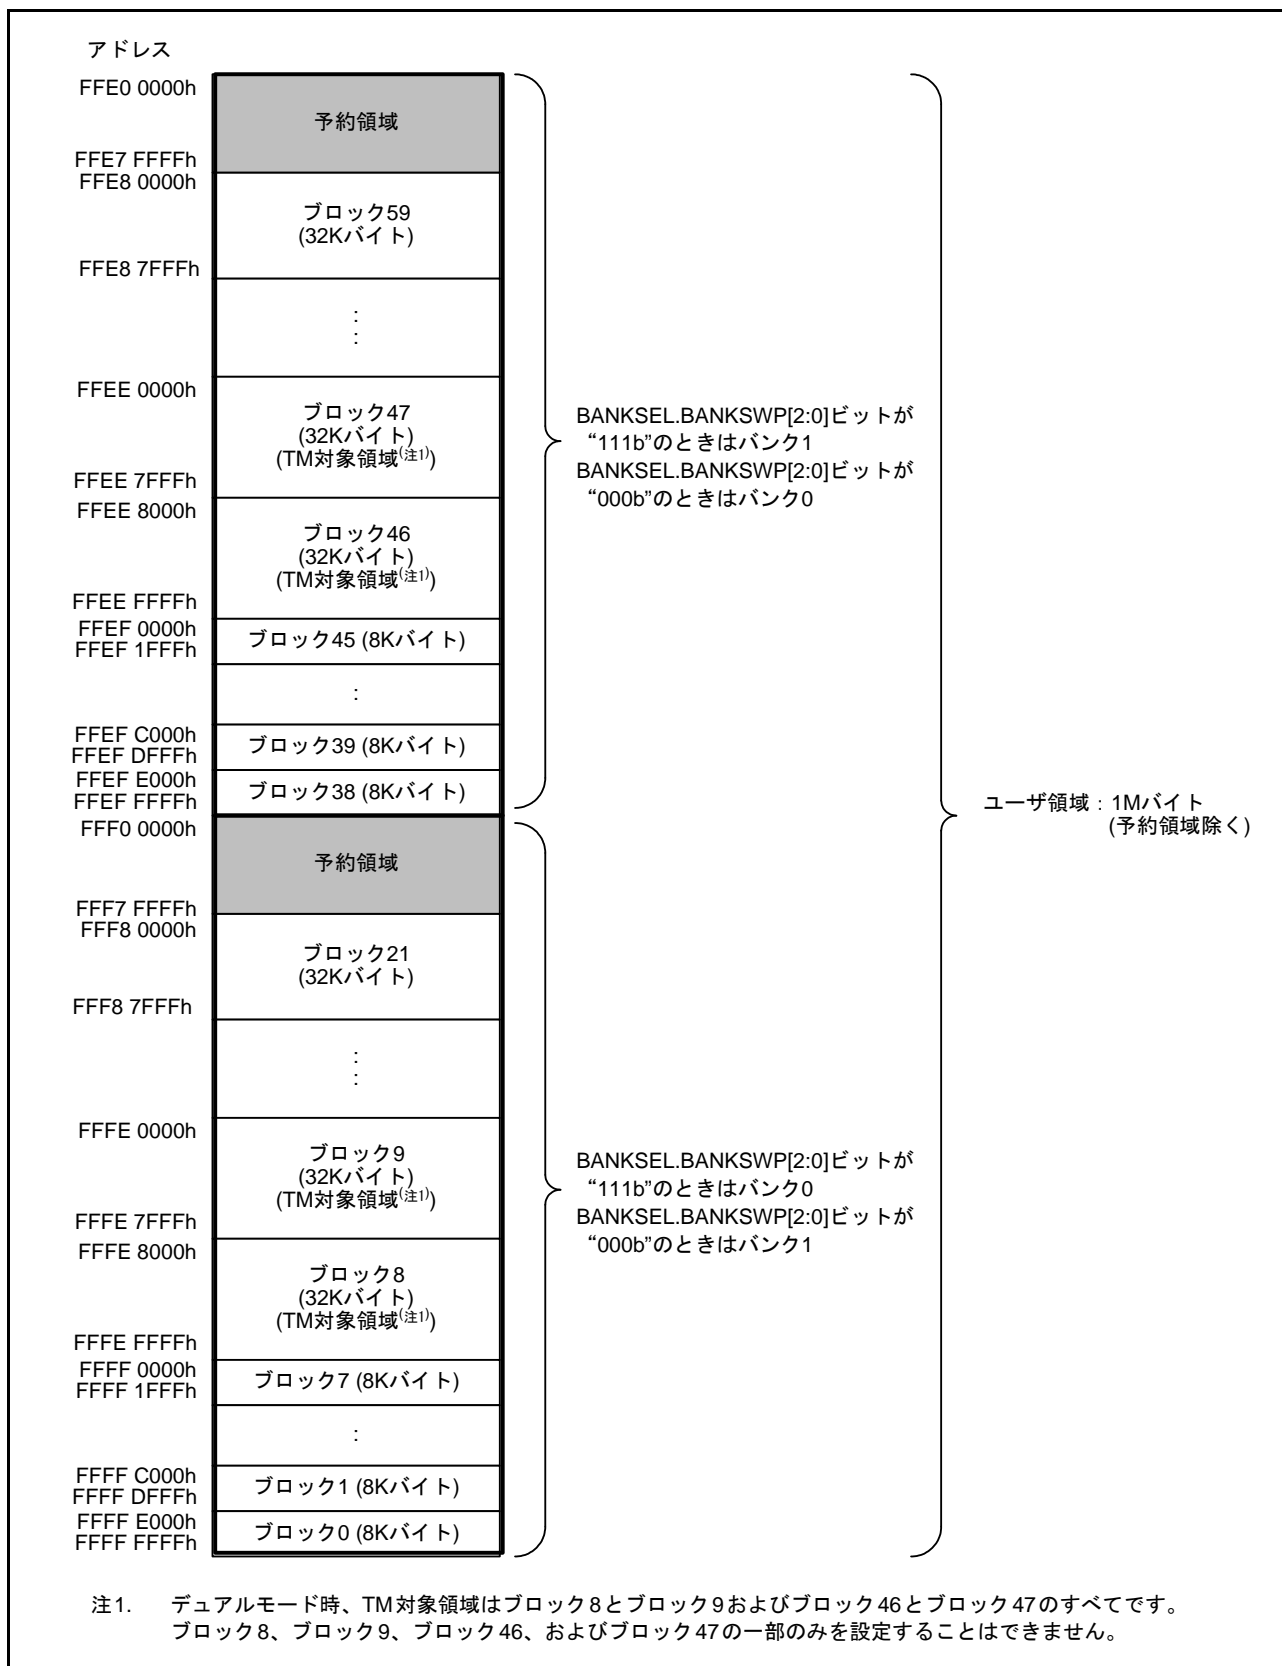 アドレス
FFE0 0000h
予約領域
FFE7 FFFFh
FFE8 0000h
ブロック59
(32Kバイト)
FFE8 7FFFh
:
:
FFEE 0000h
ブロック47
(32Kバイト)
(TM対象領域(注1))
FFEE 7FFFh
FFEE 8000h
ブロック46
(32Kバイト)
(TM対象領域(注1))
FFEE FFFFh
FFEF 0000h
FFEF 1FFFh
ブロック45 (8Kバイト)
:
FFEF C000h
FFEF DFFFh
ブロック39 (8Kバイト)
FFEF E000h
FFEF FFFFh
ブロック38 (8Kバイト)
BANKSEL.BANKSWP[2:0]ビットが
“111b”のときはバンク1
BANKSEL.BANKSWP[2:0]ビットが
“000b”のときはバンク0
FFF0 0000h
予約領域
FFF7 FFFFh
FFF8 0000h
ブロック21
(32Kバイト)
FFF8 7FFFh
:
:
FFFE 0000h
ブロック9
(32Kバイト)
(TM対象領域(注1))
FFFE 7FFFh
FFFE 8000h
ブロック8
(32Kバイト)
(TM対象領域(注1))
FFFE FFFFh
FFFF 0000h
FFFF 1FFFh
ブロック7 (8Kバイト)
:
FFFF C000h
FFFF DFFFh
ブロック1 (8Kバイト)
FFFF E000h
FFFF FFFFh
ブロック0 (8Kバイト)
BANKSEL.BANKSWP[2:0]ビットが
“111b”のときはバンク0
BANKSEL.BANKSWP[2:0]ビットが
“000b”のときはバンク1
ユーザ領域：1Mバイト
(予約領域除く)
注1. デュアルモード時、TM対象領域はブロック8とブロック9およびブロック46とブロック47のすべてです。
ブロック8、ブロック9、ブロック46、およびブロック47の一部のみを設定することはできません。